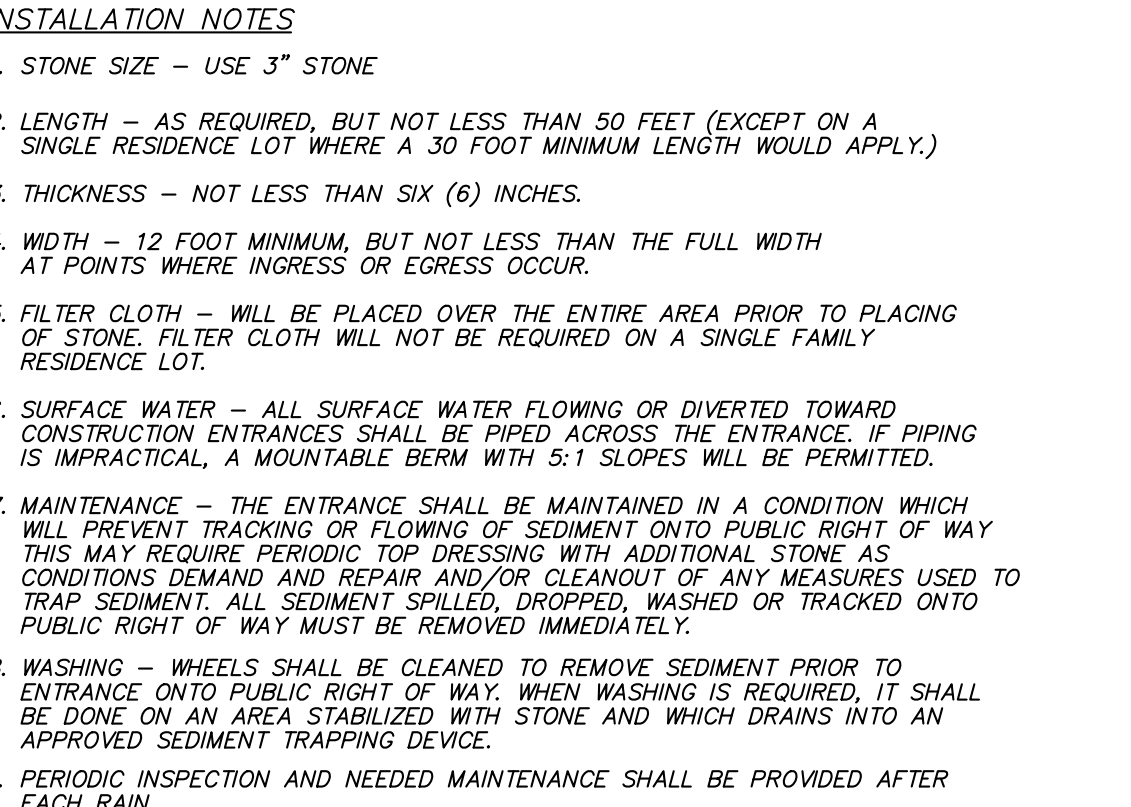 NSTALLATION NOTES
. STONE SIZE – USE 3" STONE
2. LENGTH – AS REQUIRED, BUT NOT LESS THAN 50 FEET (EXCEPT ON A
SINGLE RESIDENCE LOT WHERE A 30 FOOT MINIMUM LENGTH WOULD APPLY.)
3. THICKNESS – NOT LESS THAN SIX (6) INCHES.
. WIDTH – 12 FOOT MINIMUM, BUT NOT LESS THAN THE FULL WIDTH
AT POINTS WHERE INGRESS OR EGRESS OCCUR.
5. FILTER CLOTH – WILL BE PLACED OVER THE ENTIRE AREA PRIOR TO PLACING
OF STONE. FILTER CLOTH WILL NOT BE REQUIRED ON A SINGLE FAMILY
RESIDENCE LOT.
. SURFACE WATER – ALL SURFACE WATER FLOWING OR DIVERTED TOWARD
CONSTRUCTION ENTRANCES SHALL BE PIPED ACROSS THE ENTRANCE. IF PIPING
IS IMPRACTICAL, A MOUNTABLE BERM WITH 5:1 SLOPES WILL BE PERMITTED.
7. MAINTENANCE – THE ENTRANCE SHALL BE MAINTAINED IN A CONDITION WHICH
WILL PREVENT TRACKING OR FLOWING OF SEDIMENT ONTO PUBLIC RIGHT OF WAY
THIS MAY REQUIRE PERIODIC TOP DRESSING WITH ADDITIONAL STONE AS
CONDITIONS DEMAND AND REPAIR AND/OR CLEANOUT OF ANY MEASURES USED TO
TRAP SEDIMENT. ALL SEDIMENT SPILLED, DROPPED, WASHED OR TRACKED ONTO
PUBLIC RIGHT OF WAY MUST BE REMOVED IMMEDIATELY.
8. WASHING – WHEELS SHALL BE CLEANED TO REMOVE SEDIMENT PRIOR TO
ENTRANCE ONTO PUBLIC RIGHT OF WAY. WHEN WASHING IS REQUIRED, IT SHALL
BE DONE ON AN AREA STABILIZED WITH STONE AND WHICH DRAINS INTO AN
APPROVED SEDIMENT TRAPPING DEVICE.
. PERIODIC INSPECTION AND NEEDED MAINTENANCE SHALL BE PROVIDED AFTER
EACH RAIN